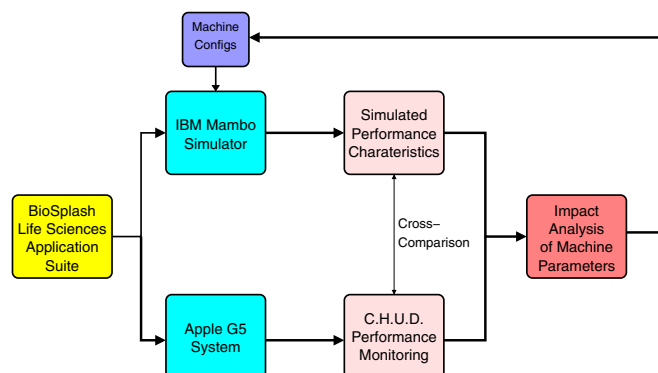 Machine
Configs
IBM Mambo
Simulator
Simulated
Performance
Charateristics
BioSplash
Life Sciences
Application
Suite
Cross-
Comparison
Impact
Analysis
of Machine
Parameters
Apple G5
System
C.H.U.D.
Performance
Monitoring